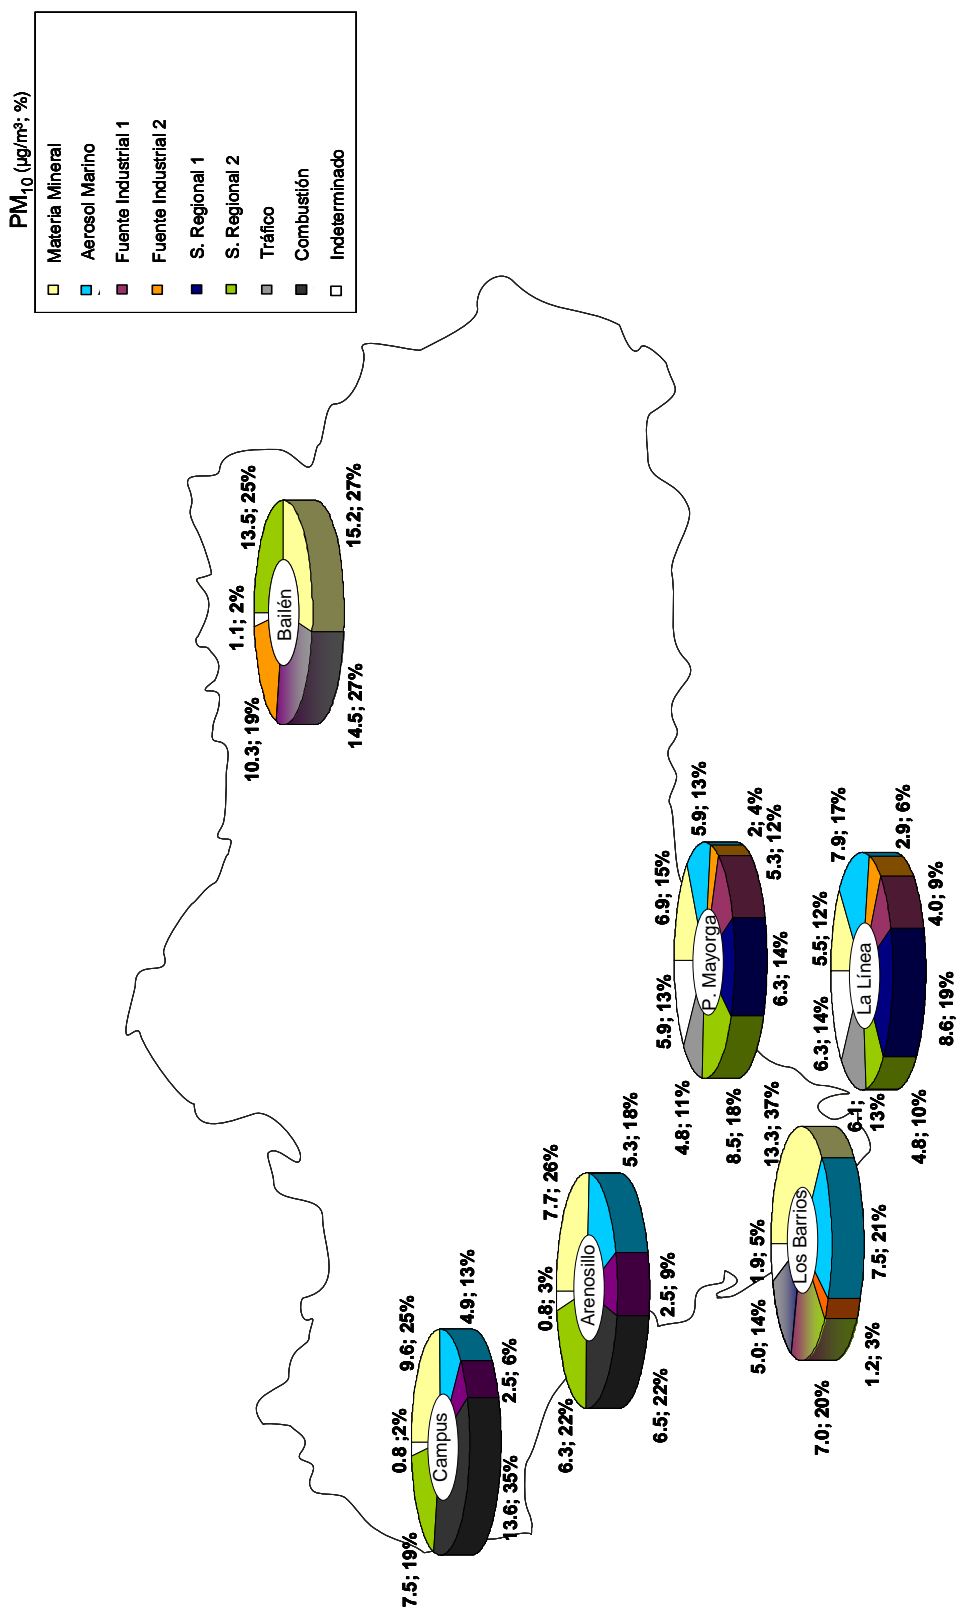 PM₁₀ (µg/m³; %)
Materia Mineral
Aerosol Marino
Fuente Industrial 1
Fuente Industrial 2
S. Regional 1
S. Regional 2
Tráfico
Combustión
Indeterminado
Bailén
10.3; 19%
1.1; 2%
13.5; 25%
14.5; 27%
15.2; 27%
Campus
7.5; 19%
0.8 ;2%
9.6; 25%
4.9; 13%
2.5; 6%
13.6; 35%
Arenosillo
6.3; 22%
0.8; 3%
7.7; 26%
5.3; 18%
2.5; 9%
6.5; 22%
P. Mayorga
5.9; 13%
6.9; 15%
5.9; 13%
2; 4%
5.3; 12%
6.3; 14%
8.5; 18%
4.8; 11%
Los Barrios
5.0; 14%
1.9; 5%
13.3; 37%
7.5; 21%
1.2; 3%
7.0; 20%
La Línea
6.3; 14%
5.5; 12%
7.9; 17%
2.9; 6%
4.0; 9%
8.6; 19%
4.8; 10%
6.1;
13%